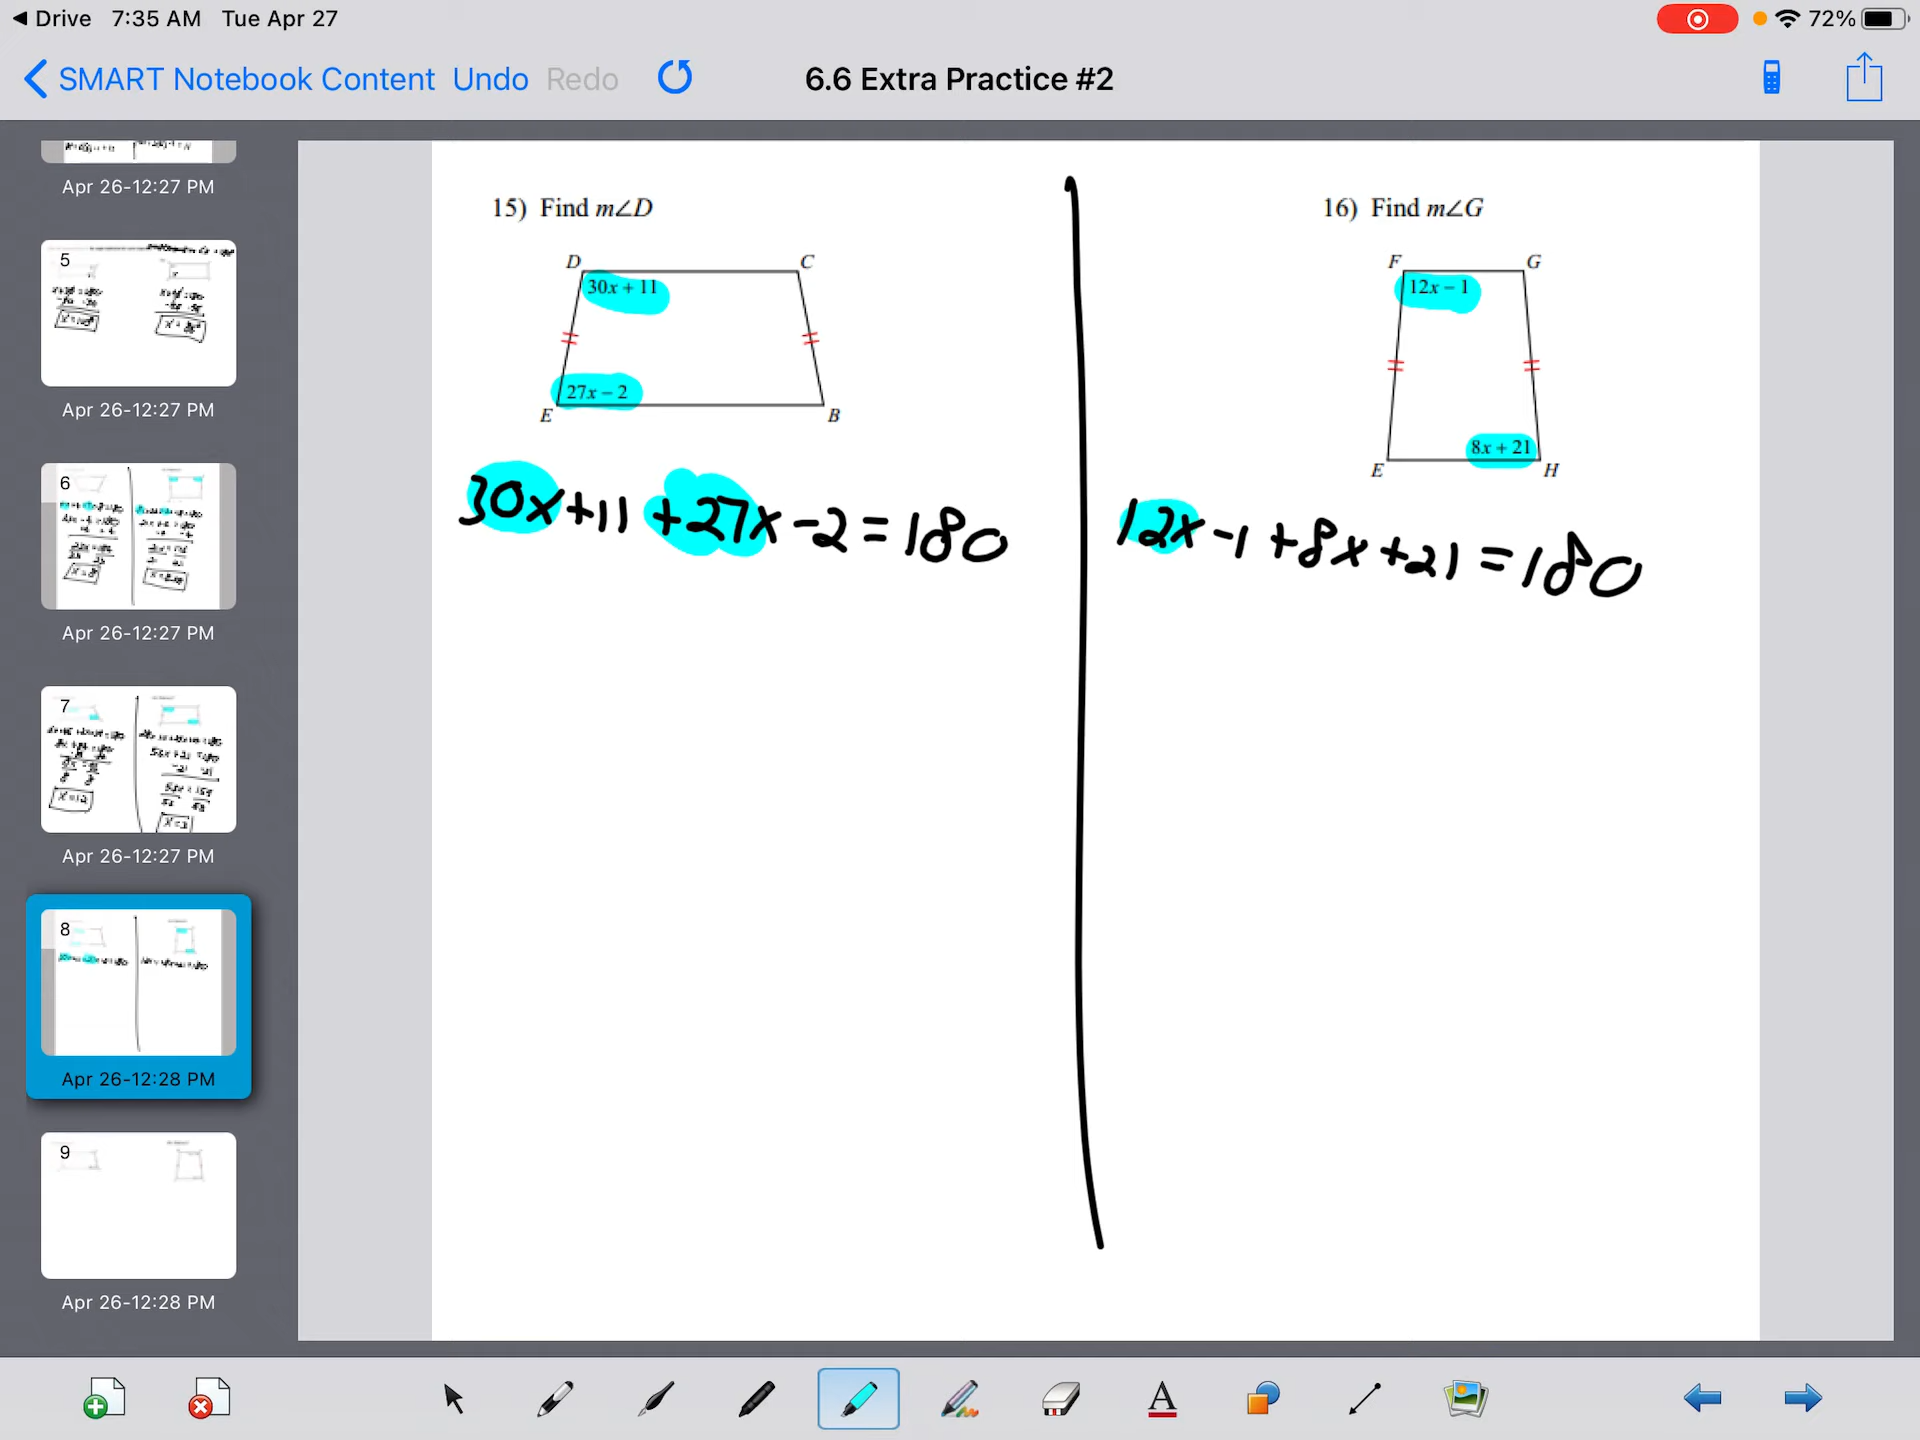 Drive 7:35 AM Tue Apr 27 72%
SMART Notebook Content Undo Redo 6.6 Extra Practice #2
Apr 26-12:27 PM
5
Apr 26-12:27 PM
6
Apr 26-12:27 PM
7
Apr 26-12:27 PM
8
Apr 26-12:28 PM
9
Apr 26-12:28 PM
15) Find m∠D
D C
30x + 11
27x – 2
E B
30x+11 +27x-2=180
16) Find m∠G
F G
12x – 1
8x + 21
E H
12x-1+8x+21=180
A